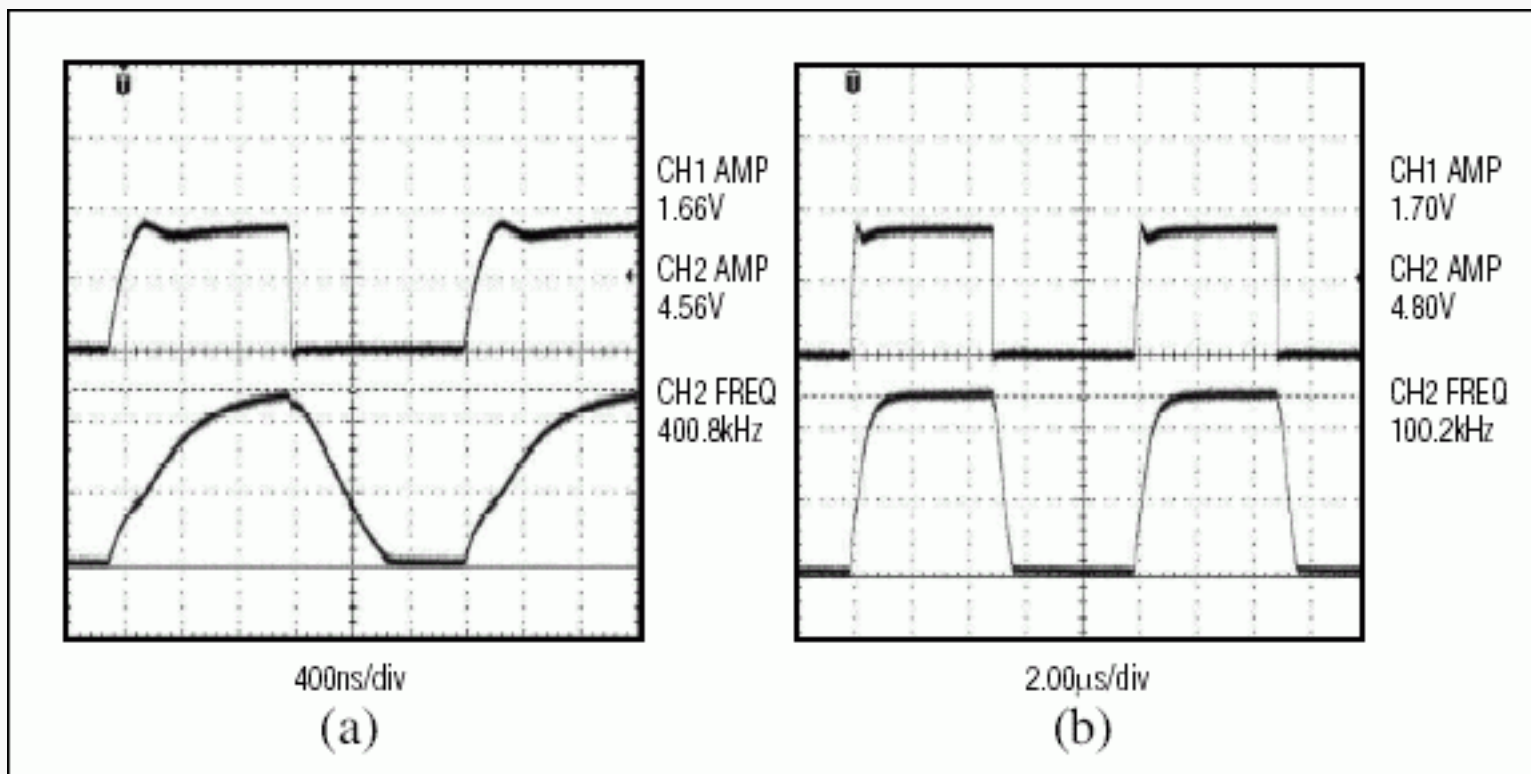 T
CH1 AMP
1.66V
CH2 AMP
4.56V
CH2 FREQ
400.8kHz
400ns/div
(a)
T
CH1 AMP
1.70V
CH2 AMP
4.80V
CH2 FREQ
100.2kHz
2.00µs/div
(b)